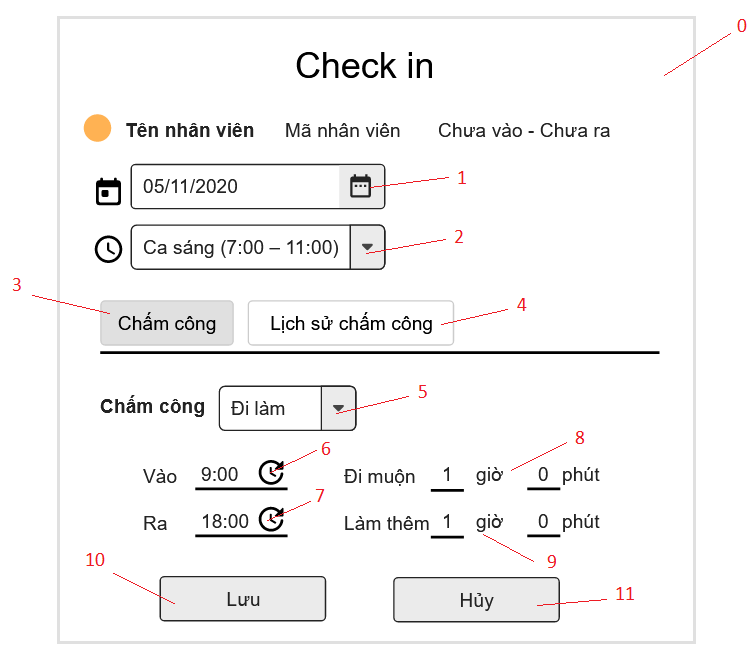 Check in
0
Tên nhân viên Mã nhân viên Chưa vào - Chưa ra
05/11/2020 1
Ca sáng (7:00 – 11:00) 2
3
Chấm công Lịch sử chấm công 4
Chấm công Đi làm 5
6 8
Vào 9:00 Đi muộn 1 giờ 0 phút
7
Ra 18:00 Làm thêm 1 giờ 0 phút
10 9
Lưu Hủy 11